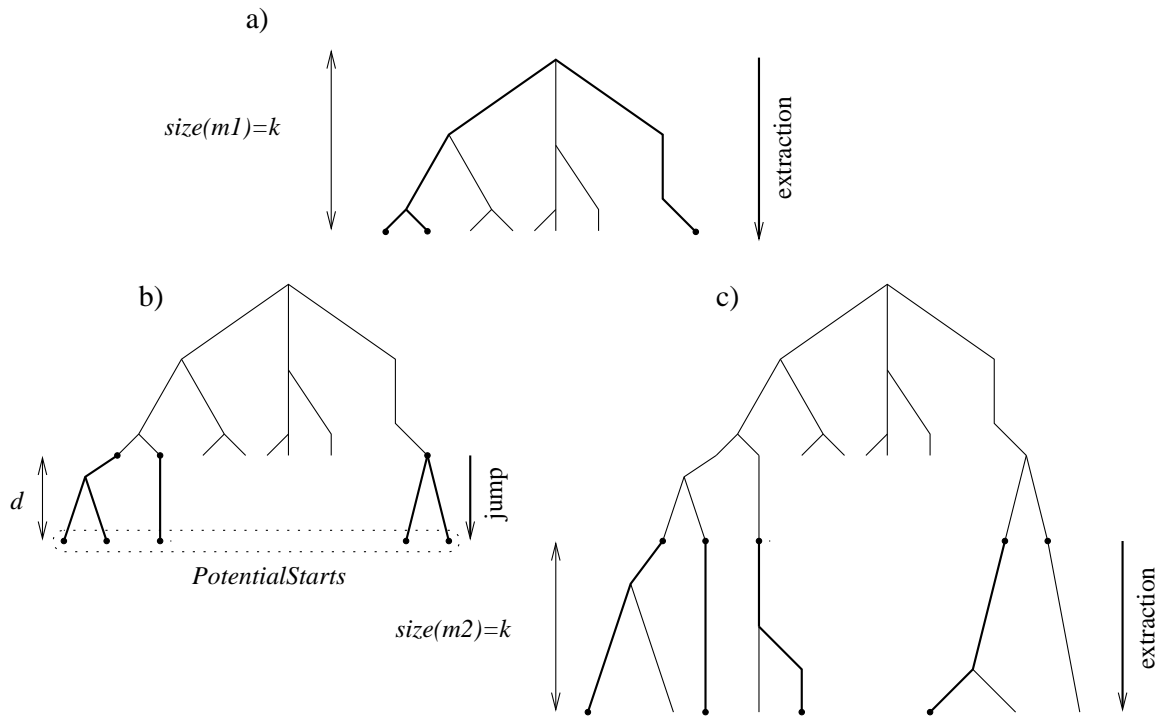 a)
size(m1)=k
extraction
b)
c)
d
jump
PotentialStarts
size(m2)=k
extraction